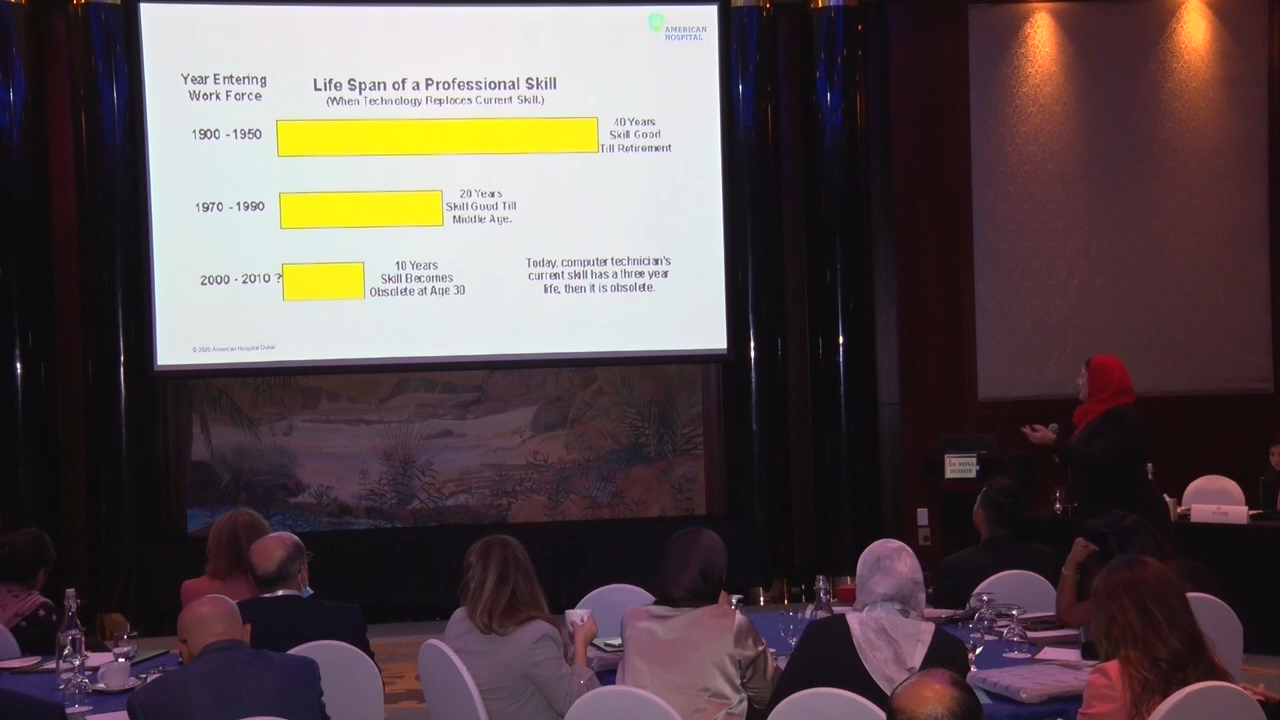 AMERICAN
HOSPITAL
Year Entering
Work Force
Life Span of a Professional Skill
(When Technology Replaces Current Skill.)
1900 - 1950
40 Years
Skill Good
Till Retirement
1970 - 1990
20 Years
Skill Good Till
Middle Age.
2000 - 2010 ?
10 Years
Skill Becomes
Obsolete at Age 30
Today, computer technician's
current skill has a three year
life, then it is obsolete.
© 2020 American Hospital Dubai